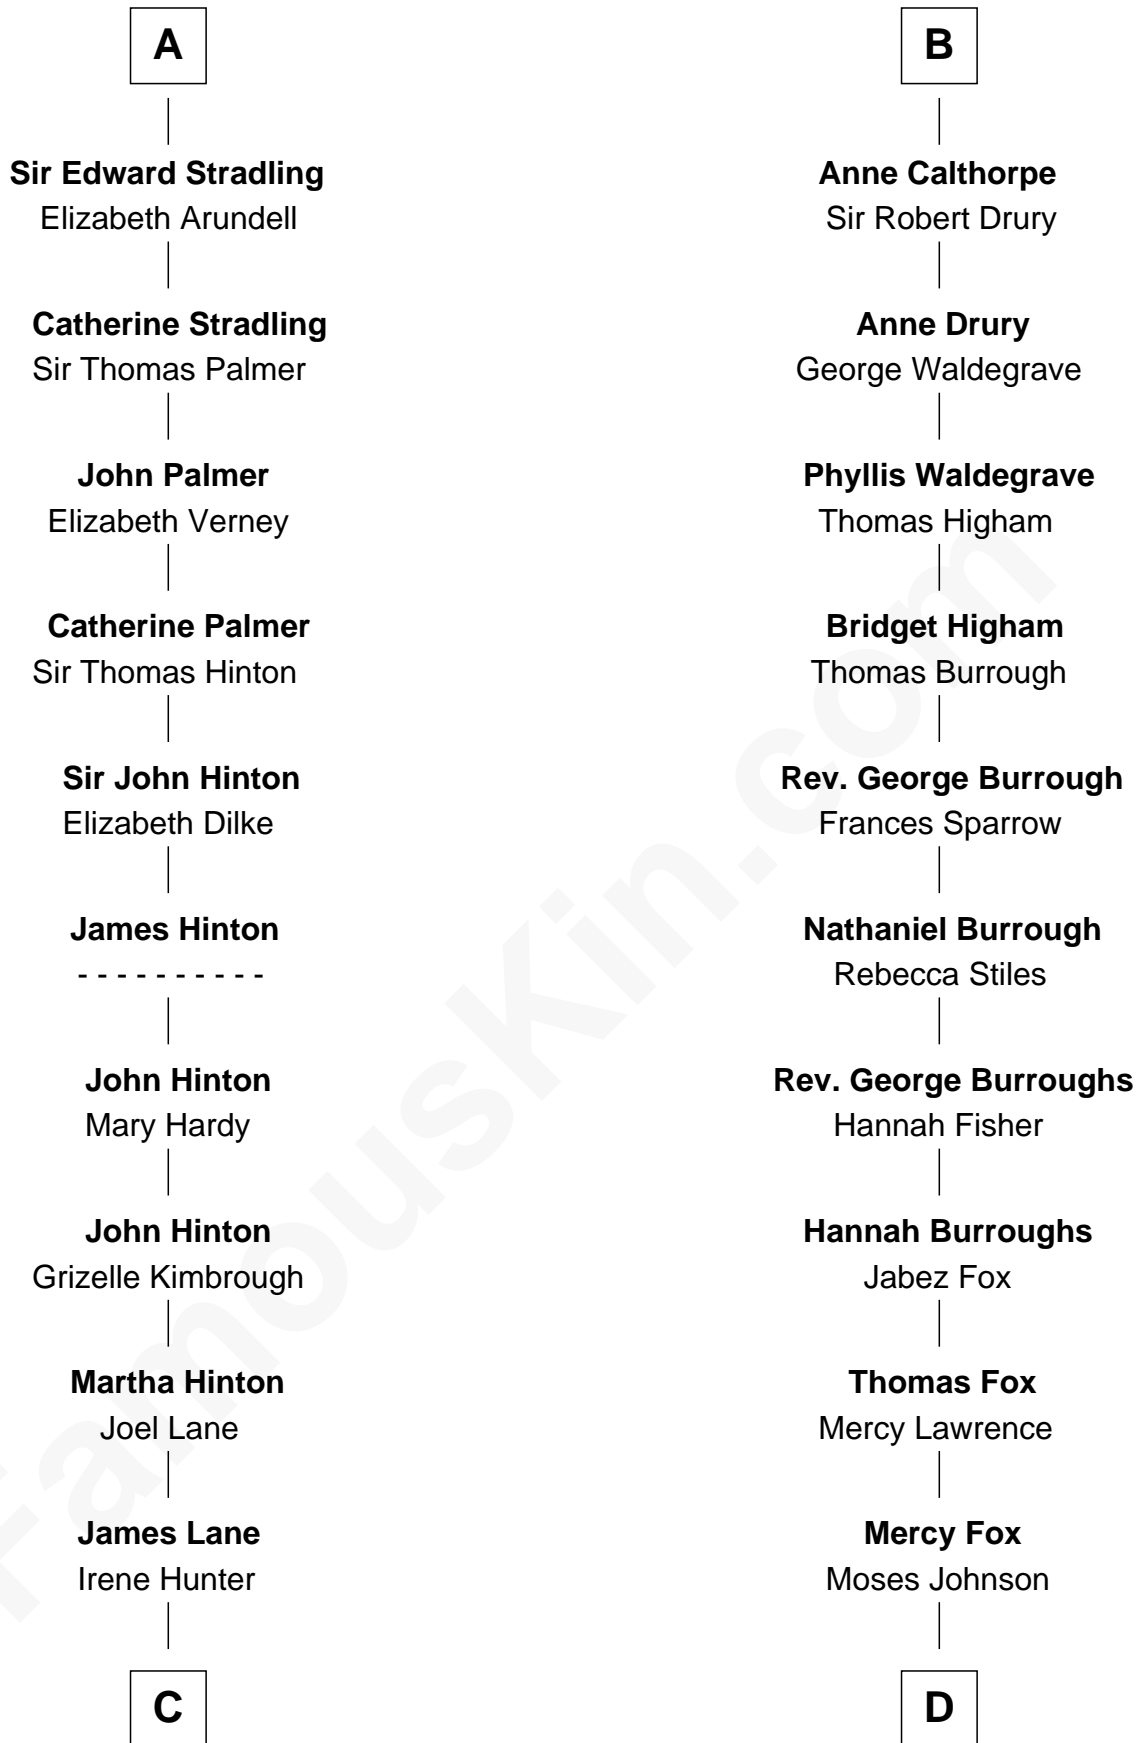 A
Sir Edward Stradling
Elizabeth Arundell
Catherine Stradling
Sir Thomas Palmer
John Palmer
Elizabeth Verney
Catherine Palmer
Sir Thomas Hinton
Sir John Hinton
Elizabeth Dilke
James Hinton
- - - - - - - - - -
John Hinton
Mary Hardy
John Hinton
Grizelle Kimbrough
Martha Hinton
Joel Lane
James Lane
Irene Hunter
C
B
Anne Calthorpe
Sir Robert Drury
Anne Drury
George Waldegrave
Phyllis Waldegrave
Thomas Higham
Bridget Higham
Thomas Burrough
Rev. George Burrough
Frances Sparrow
Nathaniel Burrough
Rebecca Stiles
Rev. George Burroughs
Hannah Fisher
Hannah Burroughs
Jabez Fox
Thomas Fox
Mercy Lawrence
Mercy Fox
Moses Johnson
D
FamousKin.com